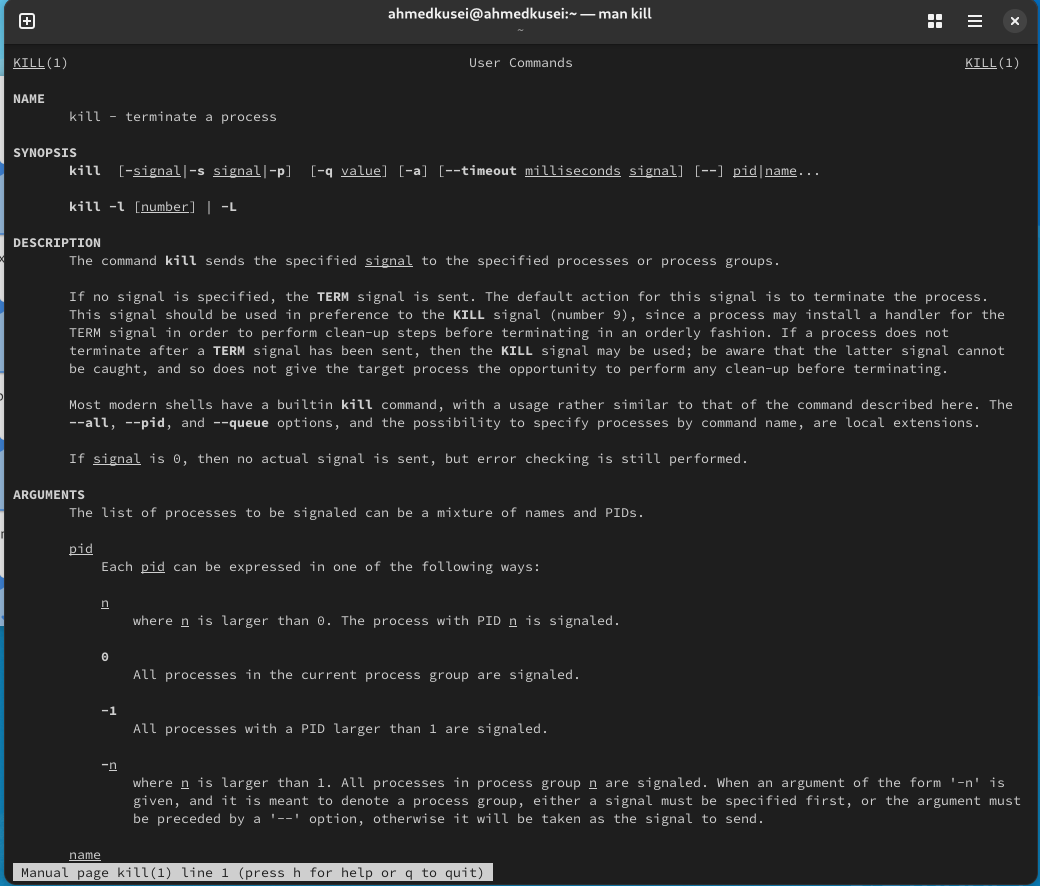 ahmedkusei@ahmedkusei:~ — man kill
~
KILL(1) User Commands KILL(1)
NAME
kill - terminate a process
SYNOPSIS
kill [-signal|-s signal|-p] [-q value] [-a] [--timeout milliseconds signal] [--] pid|name...
kill -l [number] | -L
DESCRIPTION
The command kill sends the specified signal to the specified processes or process groups.
If no signal is specified, the TERM signal is sent. The default action for this signal is to terminate the process.
This signal should be used in preference to the KILL signal (number 9), since a process may install a handler for the
TERM signal in order to perform clean-up steps before terminating in an orderly fashion. If a process does not
terminate after a TERM signal has been sent, then the KILL signal may be used; be aware that the latter signal cannot
be caught, and so does not give the target process the opportunity to perform any clean-up before terminating.
Most modern shells have a builtin kill command, with a usage rather similar to that of the command described here. The
--all, --pid, and --queue options, and the possibility to specify processes by command name, are local extensions.
If signal is 0, then no actual signal is sent, but error checking is still performed.
ARGUMENTS
The list of processes to be signaled can be a mixture of names and PIDs.
pid
Each pid can be expressed in one of the following ways:
n
where n is larger than 0. The process with PID n is signaled.
0
All processes in the current process group are signaled.
-1
All processes with a PID larger than 1 are signaled.
-n
where n is larger than 1. All processes in process group n are signaled. When an argument of the form '-n' is
given, and it is meant to denote a process group, either a signal must be specified first, or the argument must
be preceded by a '--' option, otherwise it will be taken as the signal to send.
name
Manual page kill(1) line 1 (press h for help or q to quit)